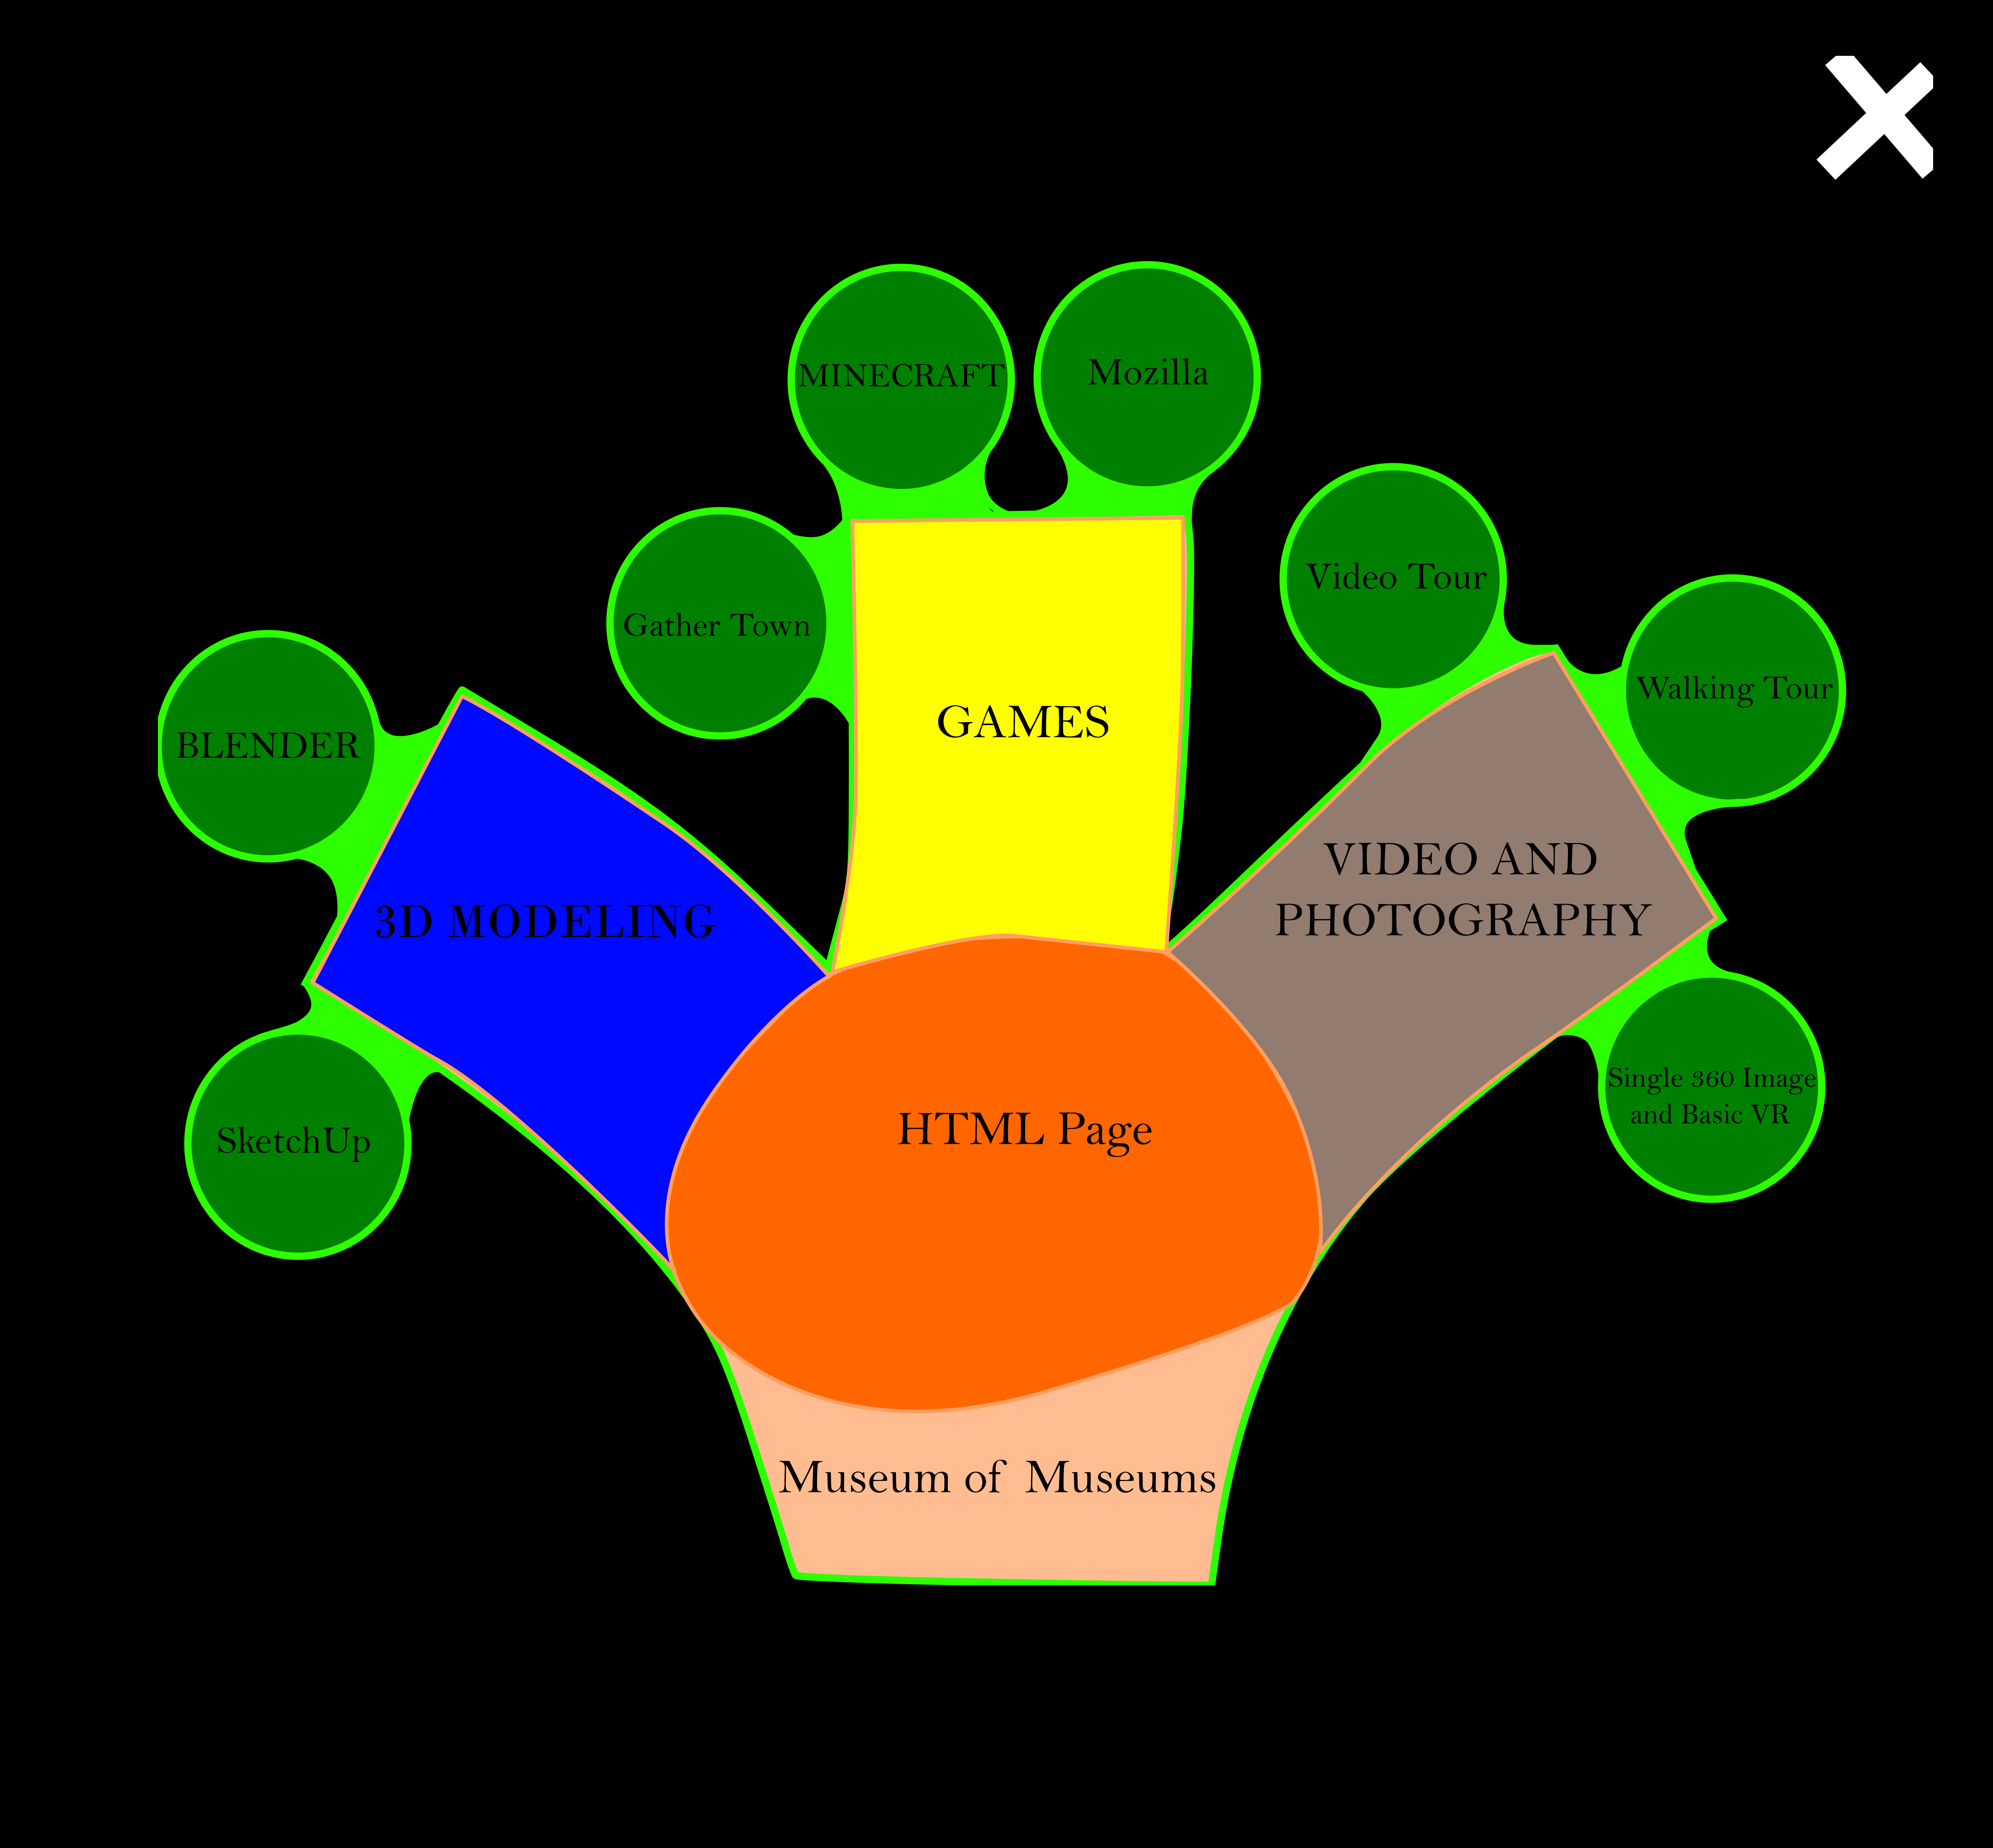 MINECRAFT
Mozilla
Gather Town
Video Tour
Walking Tour
BLENDER
GAMES
3D MODELING
VIDEO AND
PHOTOGRAPHY
SketchUp
HTML Page
Single 360 Image
and Basic VR
Museum of Museums